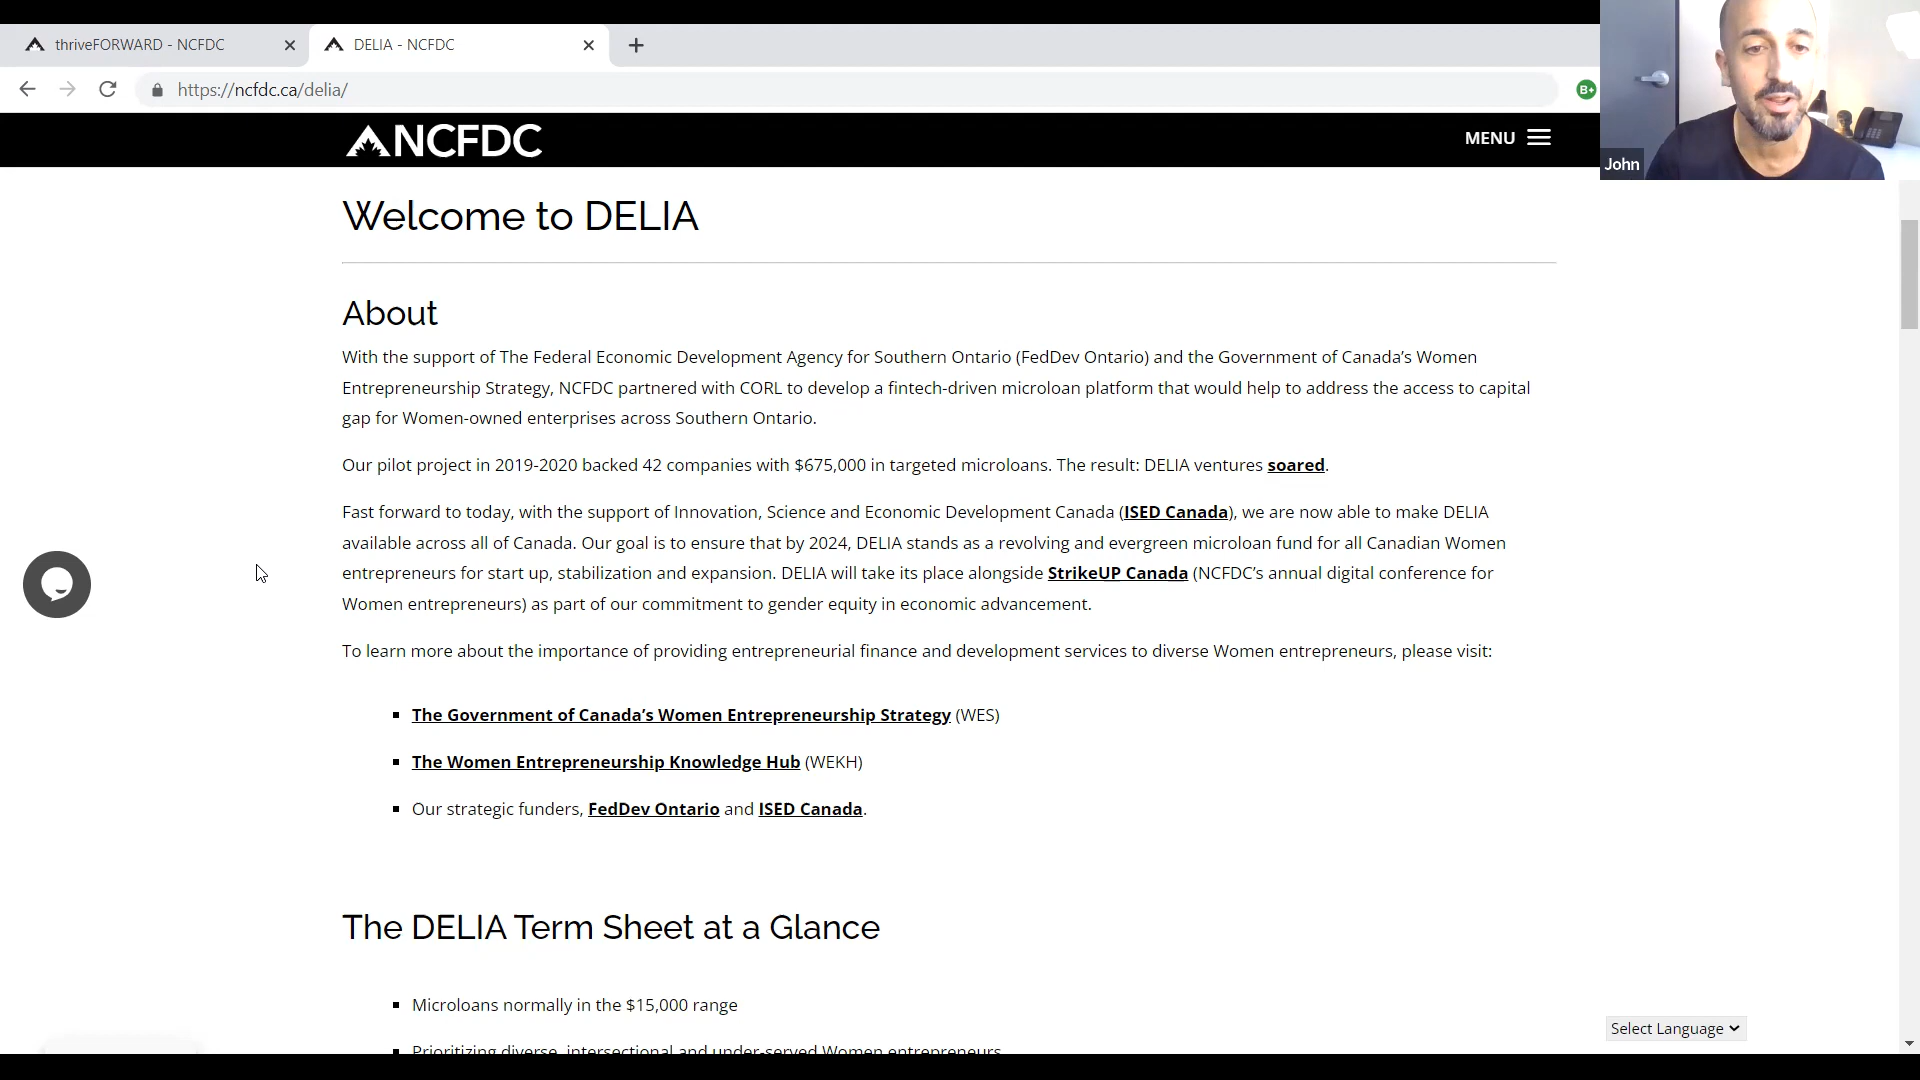 thriveFORWARD - NCFDC
DELIA - NCFDC
https://ncfdc.ca/delia/
B+
John
NCFDC
MENU
Welcome to DELIA
About
With the support of The Federal Economic Development Agency for Southern Ontario (FedDev Ontario) and the Government of Canada’s Women
Entrepreneurship Strategy, NCFDC partnered with CORL to develop a fintech-driven microloan platform that would help to address the access to capital
gap for Women-owned enterprises across Southern Ontario.
Our pilot project in 2019-2020 backed 42 companies with $675,000 in targeted microloans. The result: DELIA ventures soared.
Fast forward to today, with the support of Innovation, Science and Economic Development Canada (ISED Canada), we are now able to make DELIA
available across all of Canada. Our goal is to ensure that by 2024, DELIA stands as a revolving and evergreen microloan fund for all Canadian Women
entrepreneurs for start up, stabilization and expansion. DELIA will take its place alongside StrikeUP Canada (NCFDC’s annual digital conference for
Women entrepreneurs) as part of our commitment to gender equity in economic advancement.
To learn more about the importance of providing entrepreneurial finance and development services to diverse Women entrepreneurs, please visit:
The Government of Canada’s Women Entrepreneurship Strategy (WES)
The Women Entrepreneurship Knowledge Hub (WEKH)
Our strategic funders, FedDev Ontario and ISED Canada.
The DELIA Term Sheet at a Glance
Microloans normally in the $15,000 range
Prioritizing diverse, intersectional and under-served Women entrepreneurs
Select Language